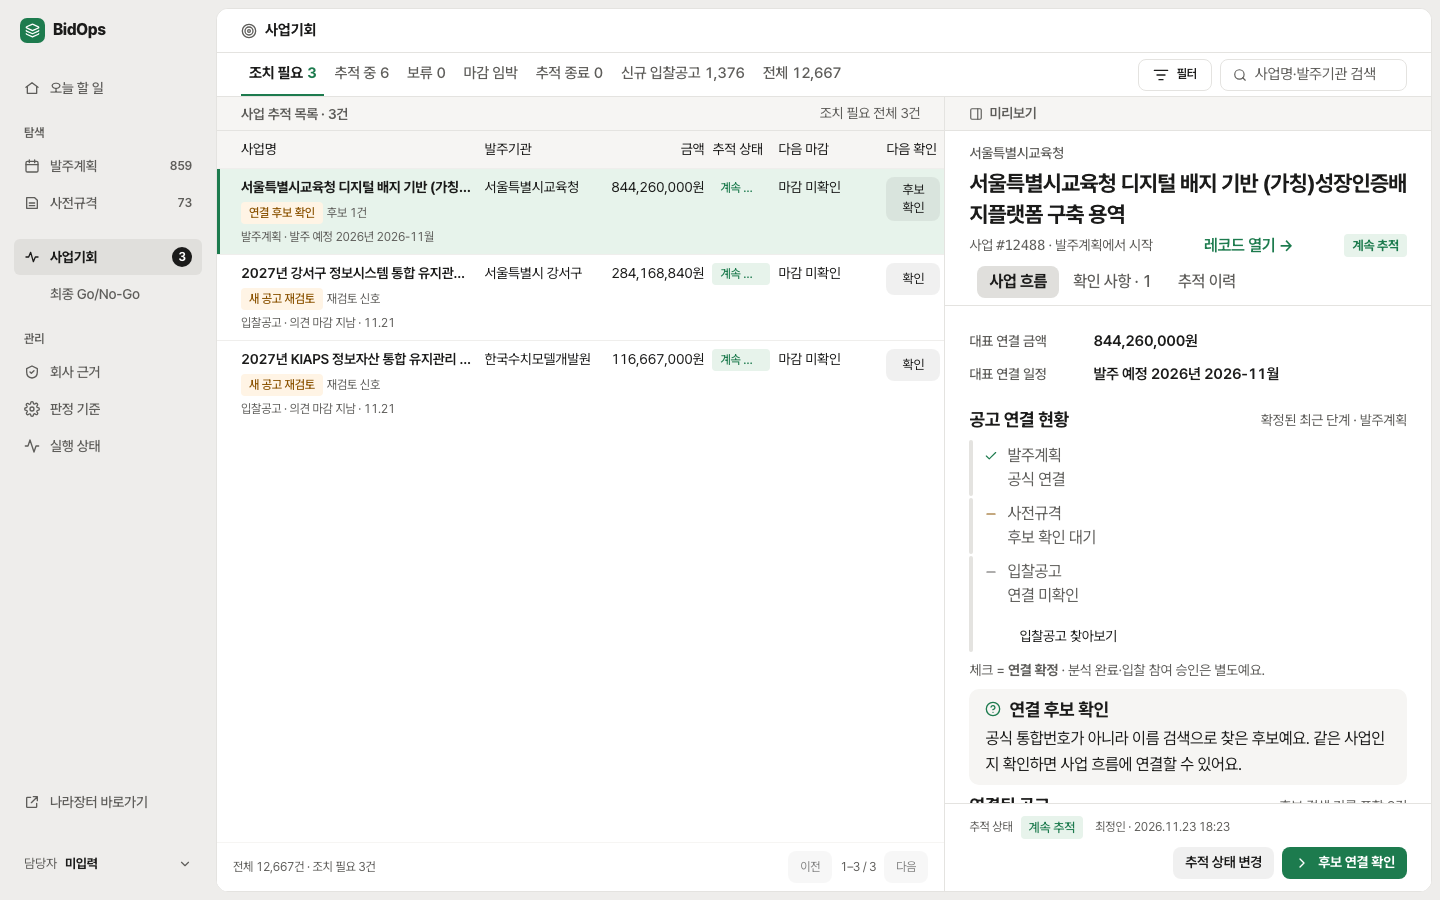 BidOps
오늘 할 일
탐색
발주계획 859
사전규격 73
사업기회 3
최종 Go/No-Go
관리
회사 근거
판정 기준
실행 상태
나라장터 바로가기
담당자 미입력
사업기회
조치 필요 3 추적 중 6 보류 0 마감 임박 추적 종료 0 신규 입찰공고 1,376 전체 12,667
필터
사업명·발주기관 검색
사업 추적 목록 · 3건 조치 필요 전체 3건
사업명 발주기관 금액 추적 상태 다음 마감 다음 확인
서울특별시교육청 디지털 배지 기반 (가칭... 서울특별시교육청 844,260,000원 계속 ... 마감 미확인 후보
확인
연결 후보 확인 후보 1건
발주계획 · 발주 예정 2026년 2026-11월
2027년 강서구 정보시스템 통합 유지관... 서울특별시 강서구 284,168,840원 계속 ... 마감 미확인 확인
새 공고 재검토 재검토 신호
입찰공고 · 의견 마감 지남 · 11.21
2027년 KIAPS 정보자산 통합 유지관리 ... 한국수치모델개발원 116,667,000원 계속 ... 마감 미확인 확인
새 공고 재검토 재검토 신호
입찰공고 · 의견 마감 지남 · 11.21
전체 12,667건 · 조치 필요 3건
이전 1–3 / 3 다음
미리보기
서울특별시교육청
서울특별시교육청 디지털 배지 기반 (가칭)성장인증배
지플랫폼 구축 용역
사업 #12488 · 발주계획에서 시작 레코드 열기 → 계속 추적
사업 흐름 확인 사항 · 1 추적 이력
대표 연결 금액 844,260,000원
대표 연결 일정 발주 예정 2026년 2026-11월
공고 연결 현황 확정된 최근 단계 · 발주계획
발주계획
공식 연결
사전규격
후보 확인 대기
입찰공고
연결 미확인
입찰공고 찾아보기
체크 = 연결 확정 · 분석 완료·입찰 참여 승인은 별도예요.
연결 후보 확인
공식 통합번호가 아니라 이름 검색으로 찾은 후보예요. 같은 사업인
지 확인하면 사업 흐름에 연결할 수 있어요.
연결된 공고
추적 상태 계속 추적 최정인 · 2026.11.23 18:23
추적 상태 변경 후보 연결 확인